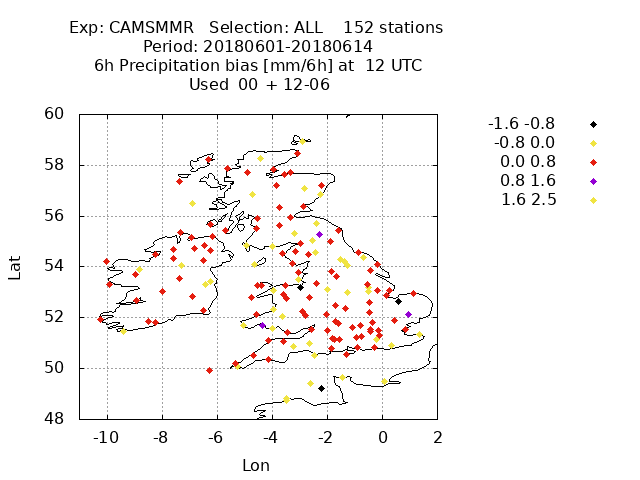 Exp: CAMSMMR   Selection: ALL    152 stations
Period: 20180601-20180614
6h Precipitation bias [mm/6h] at  12 UTC
Used  00 + 12-06
60
58
56
54
52
50
48
Lat
-10 -8 -6 -4 -2 0 2
Lon
-1.6 -0.8
-0.8 0.0
0.0 0.8
0.8 1.6
1.6 2.5